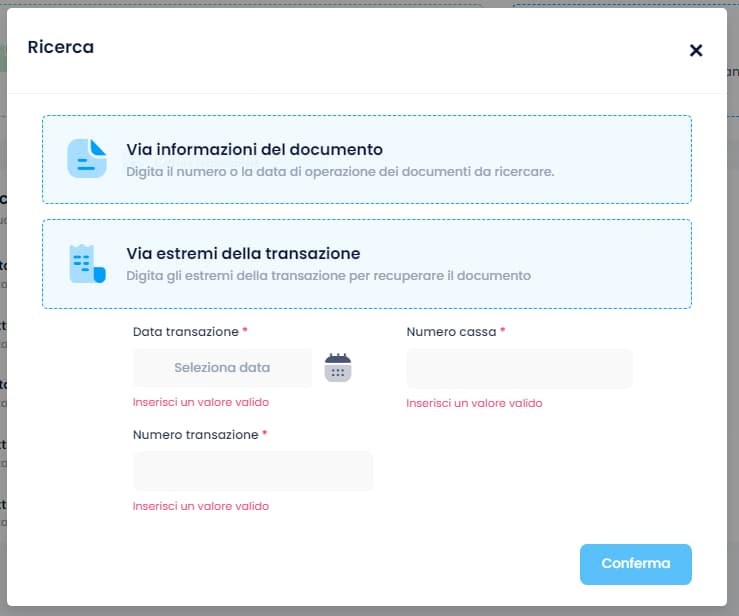 Ricerca
Via informazioni del documento
Digita il numero o la data di operazione dei documenti da ricercare.
Via estremi della transazione
Digita gli estremi della transazione per recuperare il documento
Data transazione *
Numero cassa *
Seleziona data
Inserisci un valore valido
Inserisci un valore valido
Numero transazione *
Inserisci un valore valido
Conferma